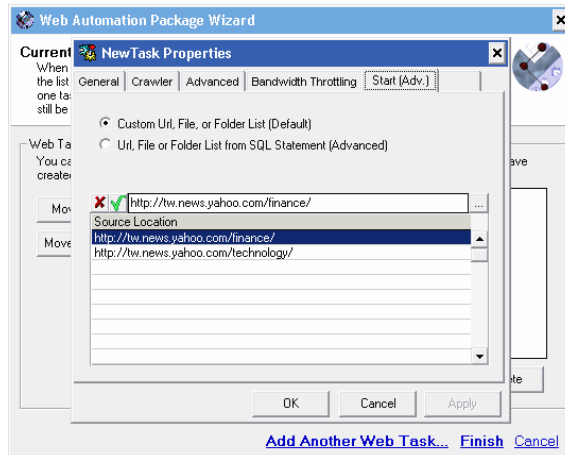 Web Automation Package Wizard
Current
When
the list
one ta
still be
NewTask Properties
General Crawler Advanced Bandwidth Throttling Start (Adv.)
Custom Url, File, or Folder List (Default)
Url, File or Folder List from SQL Statement (Advanced)
Web Ta
You ca
create
ave
Mov
Move
http://tw.news.yahoo.com/finance/ ...
Source Location
http://tw.news.yahoo.com/finance/
http://tw.news.yahoo.com/technology/
ete
OK Cancel Apply
Add Another Web Task... Finish Cancel